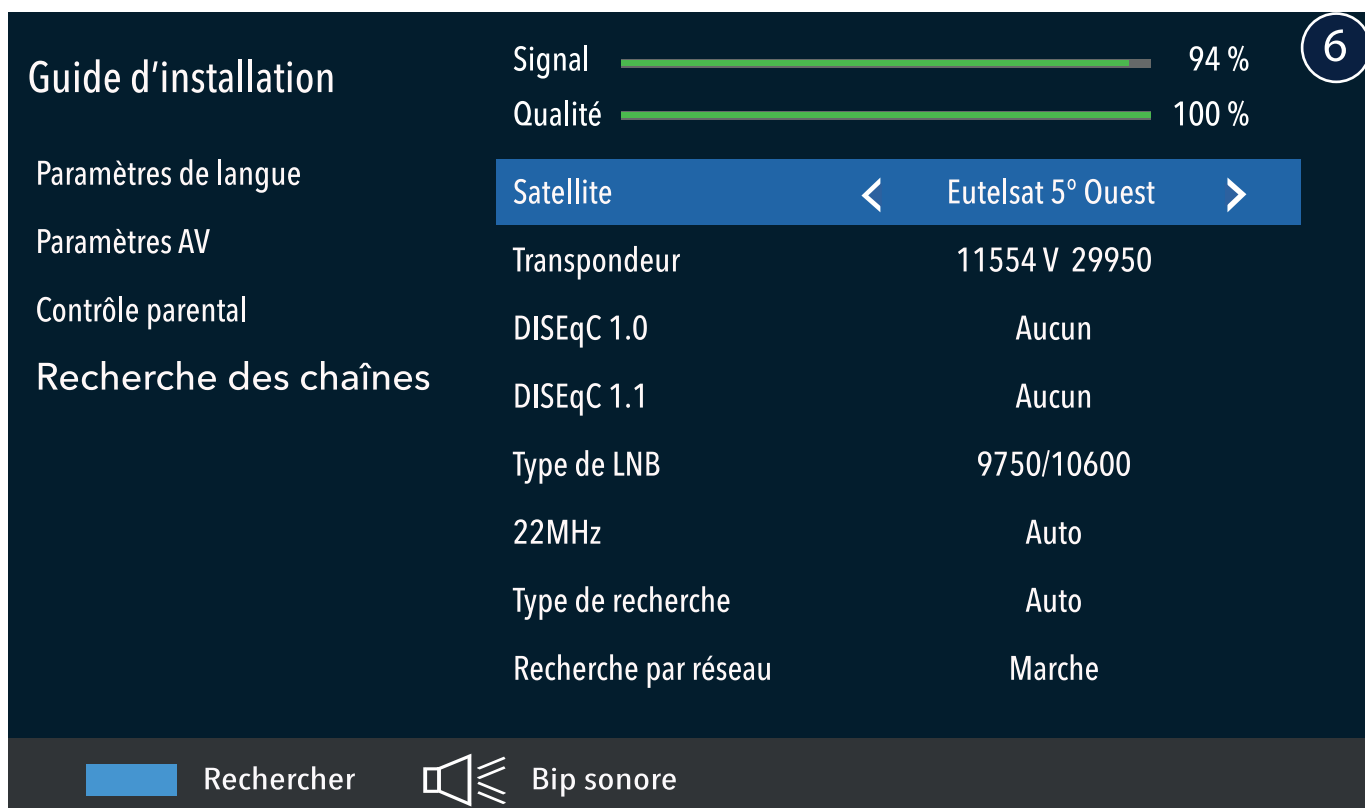 Guide d'installation
Paramètres de langue
Paramètres AV
Contrôle parental
Recherche des chaînes
Signal 94 %
Qualité 100 %
6
Satellite < Eutelsat 5° Ouest >
Transpondeur 11554 V 29950
DISEqC 1.0 Aucun
DISEqC 1.1 Aucun
Type de LNB 9750/10600
22MHz Auto
Type de recherche Auto
Recherche par réseau Marche
Rechercher Bip sonore